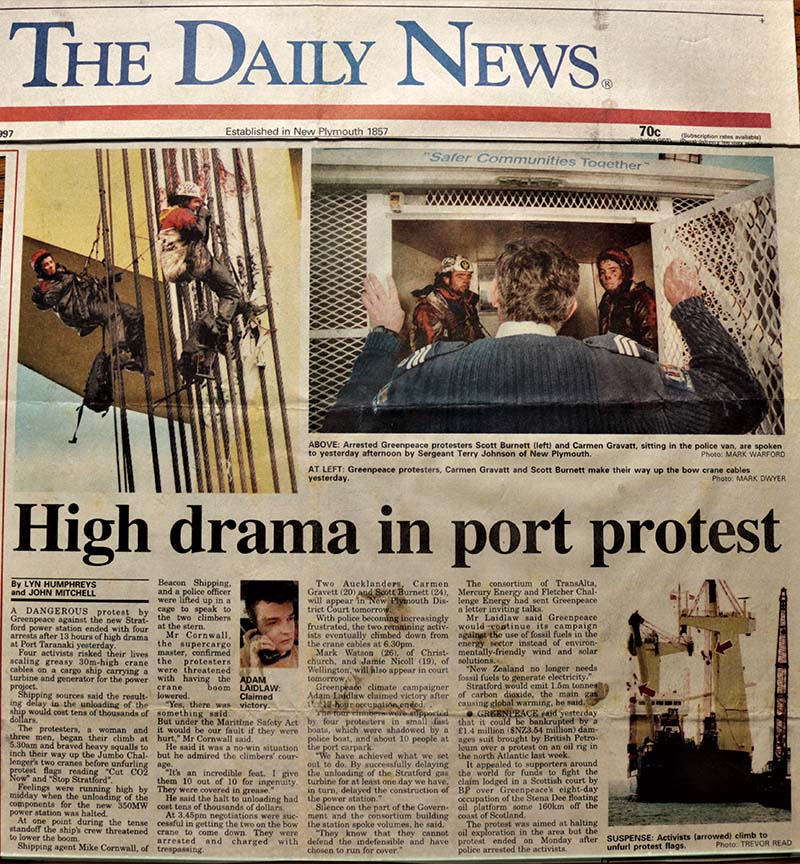 THE DAILY NEWS®
997
Established in New Plymouth 1857
70c
(Subscription rates available)
"Safer Communities Together"
ABOVE: Arrested Greenpeace protesters Scott Burnett (left) and Carmen Gravatt, sitting in the police van, are spoken
to yesterday afternoon by Sergeant Terry Johnson of New Plymouth.
Photo: MARK WARFORD
AT LEFT: Greenpeace protesters, Carmen Gravatt and Scott Burnett make their way up the bow crane cables
yesterday.
Photo: MARK DWYER
High drama in port protest
By LYN HUMPHREYS
and JOHN MITCHELL
A DANGEROUS protest by
Greenpeace against the new Strat-
ford power station ended with four
arrests after 13 hours of high drama
at Port Taranaki yesterday.
Four activists risked their lives
scaling greasy 30m-high crane
cables on a cargo ship carrying a
turbine and generator for the power
project.
Shipping sources said the result-
ing delay in the unloading of the
ship would cost tens of thousands of
dollars.
The protesters, a woman and
three men, began their climb at
5.30am and braved heavy squalls to
inch their way up the Jumbo Chal-
lenger's two cranes before unfurling
protest flags reading "Cut CO2
Now" and "Stop Stratford".
Feelings were running high by
midday when the unloading of the
components for the new 350MW
power station was halted.
At one point during the tense
standoff the ship's crew threatened
to lower the boom.
Shipping agent Mike Cornwall, of
Beacon Shipping,
and a police officer
were lifted up in a
cage to speak to
the two climbers
at the stern.
Mr Cornwall,
the supercargo
master, confirmed
the protesters
were threatened
with having the
crane boom
lowered.
"Yes, there was
something said.
But under the Maritime Safety Act
it would be our fault if they were
hurt," Mr Cornwall said.
He said it was a no-win situation
but he admired the climbers' cour-
age.
"It's an incredible feat. I give
them 10 out of 10 for ingenuity.
They were covered in grease."
He said the halt to unloading had
cost tens of thousands of dollars.
At 3.45pm negotiations were suc-
cessful in getting the two on the bow
crane to come down. They were
arrested and charged with
trespassing.
ADAM
LAIDLAW:
Claimed
victory.
Two Aucklanders, Carmen
Gravett (20) and Scott Burnett (24),
will appear in New Plymouth Dis-
trict Court tomorrow.
With police becoming increasingly
frustrated, the two remaining activ-
ists eventually climbed down from
the crane cables at 6.30pm.
Mark Watson (26), of Christ-
church, and Jamie Nicoll (19), of
Wellington, will also appear in court
tomorrow.
Greenpeace climate campaigner
Adam Laidlaw claimed victory after
13-hour occupation ended.
The four climbers were supported
by four protesters in small fast
boats, which were shadowed by a
police boat, and about 10 people at
the port carpark.
"We have achieved what we set
out to do. By successfully delaying
the unloading of the Stratford gas
turbine for at least one day we have,
in turn, delayed the construction of
the power station."
Silence on the part of the Govern-
ment and the consortium building
the station spoke volumes, he said.
"They know that they cannot
defend the indefensible and have
chosen to run for cover."
The consortium of TransAlta,
Mercury Energy and Fletcher Chal-
lenge Energy had sent Greenpeace
a letter inviting talks.
Mr Laidlaw said Greenpeace
would continue its campaign
against the use of fossil fuels in the
energy sector instead of environ-
mentally-friendly wind and solar
solutions.
"New Zealand no longer needs
fossil fuels to generate electricity."
Stratford would emit 1.5m tonnes
of carbon dioxide, the main gas
causing global warming, he said.
● GREENPEACE said yesterday
that it could be bankrupted by a
£1.4 million ($NZ3.54 million) dam-
ages suit brought by British Petro-
leum over a protest on an oil rig in
the north Atlantic last week.
It appealed to supporters around
the world for funds to fight the
claim lodged in a Scottish court by
BP over Greenpeace's eight-day
occupation of the Stena Dee floating
oil platform some 160km off the
coast of Scotland.
The protest was aimed at halting
oil exploration in the area but the
protest ended on Monday after
police arrested the activists.
SUSPENSE: Activists (arrowed) climb to
unfurl protest flags.
Photo: TREVOR READ